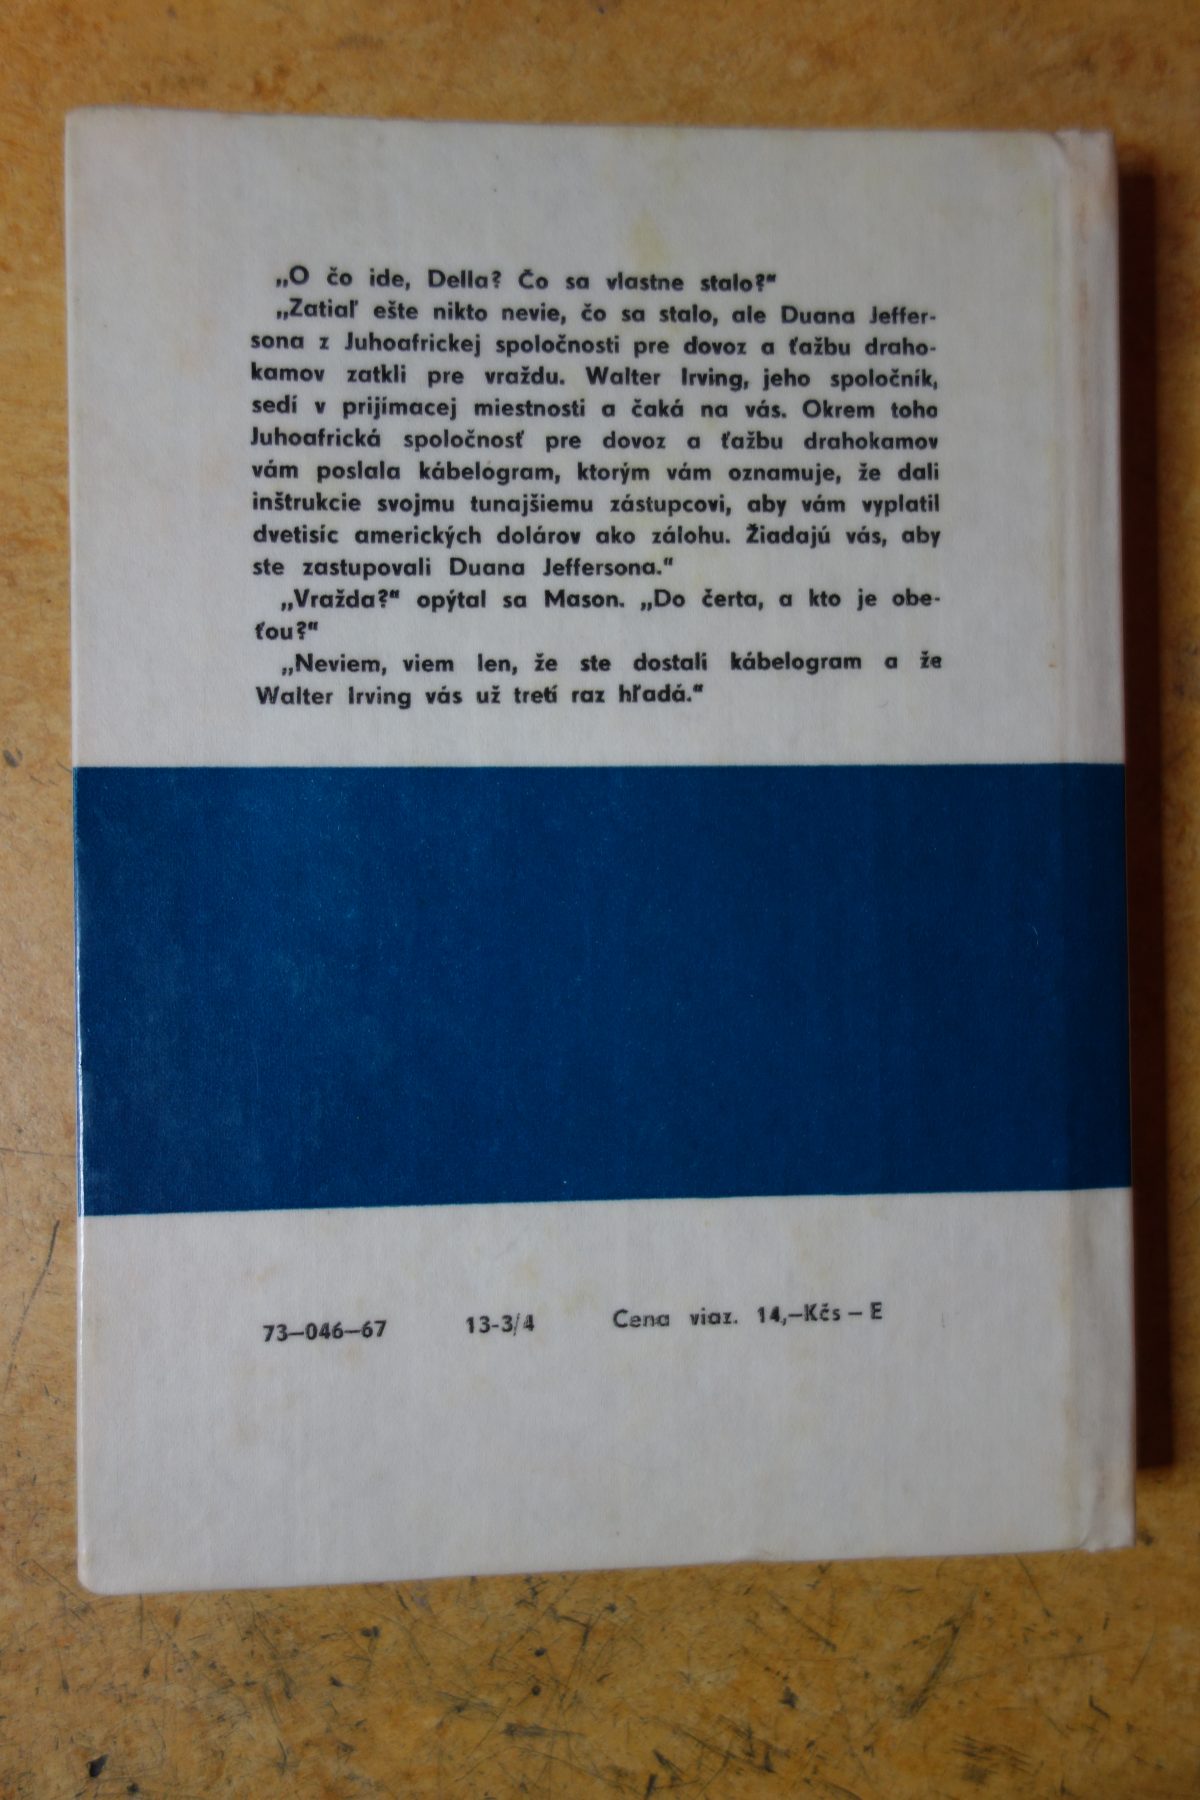 „O čo ide, Della? Čo sa vlastne stalo?“
„Zatiaľ ešte nikto nevie, čo sa stalo, ale Duana Jeffer-
sona z Juhoafrickej spoločnosti pre dovoz a ťažbu draho-
kamov zatkli pre vraždu. Walter Irving, jeho spoločník,
sedí v prijímacej miestnosti a čaká na vás. Okrem toho
Juhoafrická spoločnosť pre dovoz a ťažbu drahokamov
vám poslala kábelogram, ktorým vám oznamuje, že dali
inštrukcie svojmu tunajšiemu zástupcovi, aby vám vyplatil
dvetisíc amerických dolárov ako zálohu. Žiadajú vás, aby
ste zastupovali Duana Jeffersona.“
„Vražda?“ opýtal sa Mason. „Do čerta, a kto je obe-
ťou?“
„Neviem, viem len, že ste dostali kábelogram a že
Walter Irving vás už tretí raz hľadá.“
73—046—67 13-3/4 Cena viaz. 14,—Kčs — E